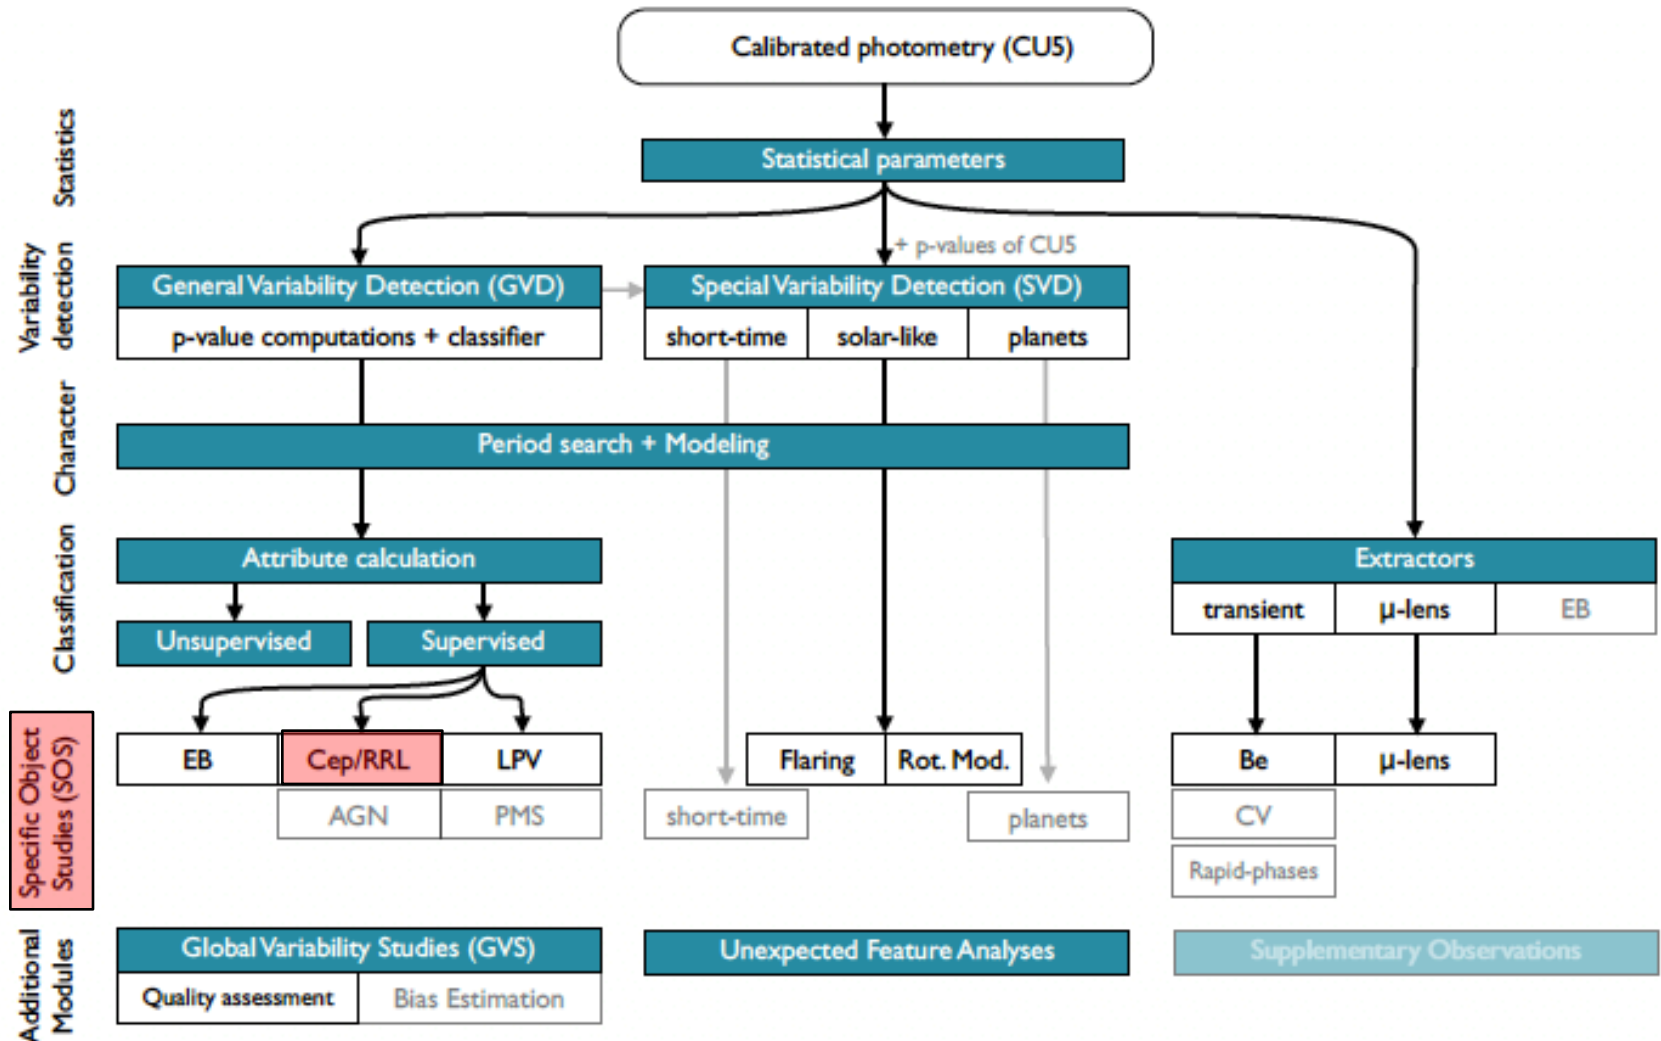 Calibrated photometry (CU5)
Statistics
Statistical parameters
+ p-values of CU5
Variability
detection
General Variability Detection (GVD)
p-value computations + classifier
Special Variability Detection (SVD)
short-time
solar-like
planets
Character
Period search + Modeling
Classification
Attribute calculation
Unsupervised
Supervised
Extractors
transient
μ-lens
EB
Specific Object
Studies (SOS)
EB
Cep/RRL
LPV
AGN
PMS
Flaring
Rot. Mod.
short-time
planets
Be
μ-lens
CV
Rapid-phases
Additional
Modules
Global Variability Studies (GVS)
Quality assessment
Bias Estimation
Unexpected Feature Analyses
Supplementary Observations